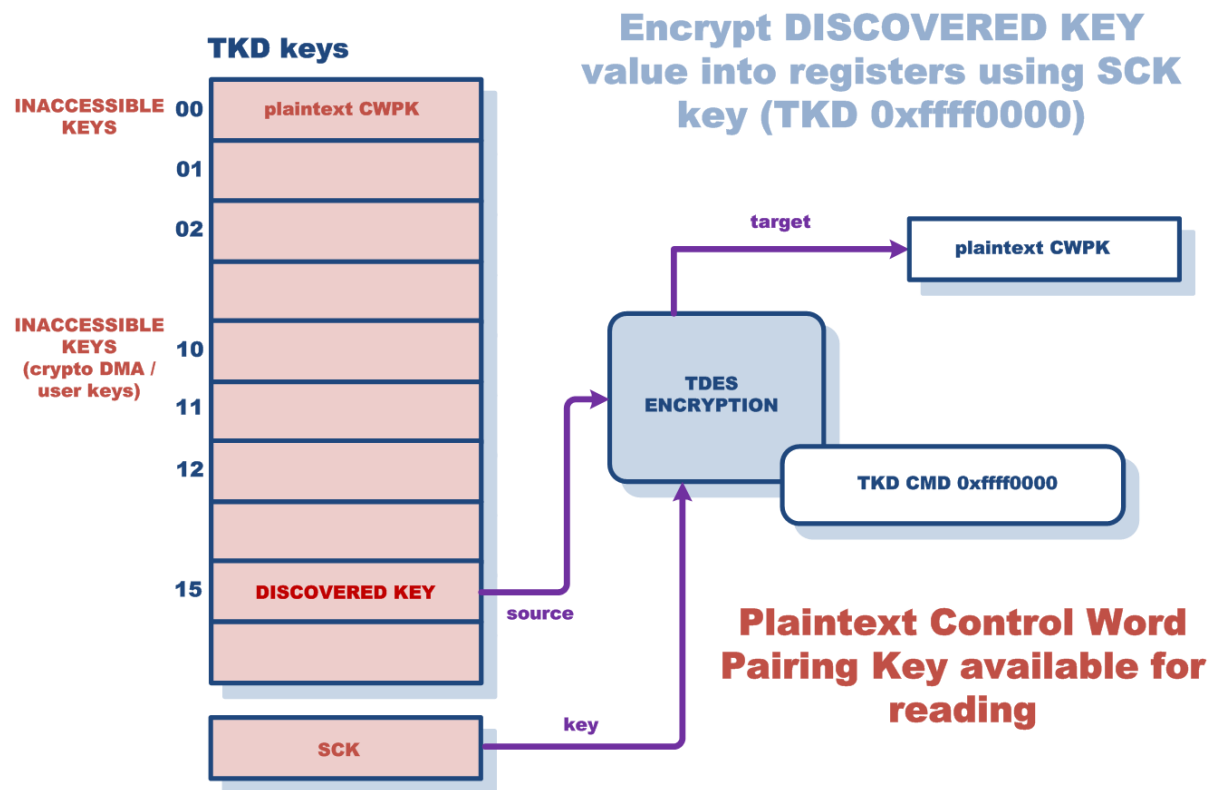 Encrypt DISCOVERED KEY
value into registers using SCK
key (TKD 0xffff0000)
TKD keys
INACCESSIBLE
KEYS
00
plaintext CWPK
01
02
INACCESSIBLE
KEYS
(crypto DMA /
user keys)
10
11
12
15
DISCOVERED KEY
source
SCK
key
target
plaintext CWPK
TDES
ENCRYPTION
TKD CMD 0xffff0000
Plaintext Control Word
Pairing Key available for
reading